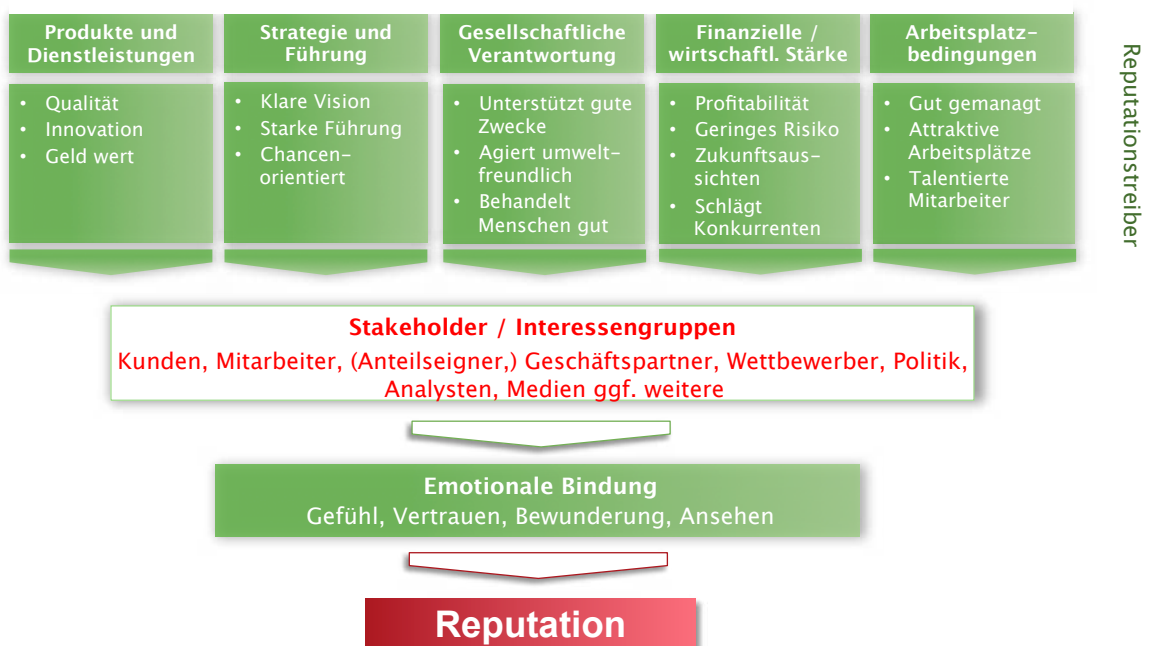 Produkte und
Dienstleistungen
• Qualität
• Innovation
• Geld wert
Strategie und
Führung
• Klare Vision
• Starke Führung
• Chancen-
orientiert
Gesellschaftliche
Verantwortung
• Unterstützt gute
Zwecke
• Agiert umwelt-
freundlich
• Behandelt
Menschen gut
Finanzielle /
wirtschaftl. Stärke
• Profitabilität
• Geringes Risiko
• Zukunftsaus-
sichten
• Schlägt
Konkurrenten
Arbeitsplatz-
bedingungen
• Gut gemanagt
• Attraktive
Arbeitsplätze
• Talentierte
Mitarbeiter
Reputationstreiber
Stakeholder / Interessengruppen
Kunden, Mitarbeiter, (Anteilseigner,) Geschäftspartner, Wettbewerber, Politik,
Analysten, Medien ggf. weitere
Emotionale Bindung
Gefühl, Vertrauen, Bewunderung, Ansehen
Reputation